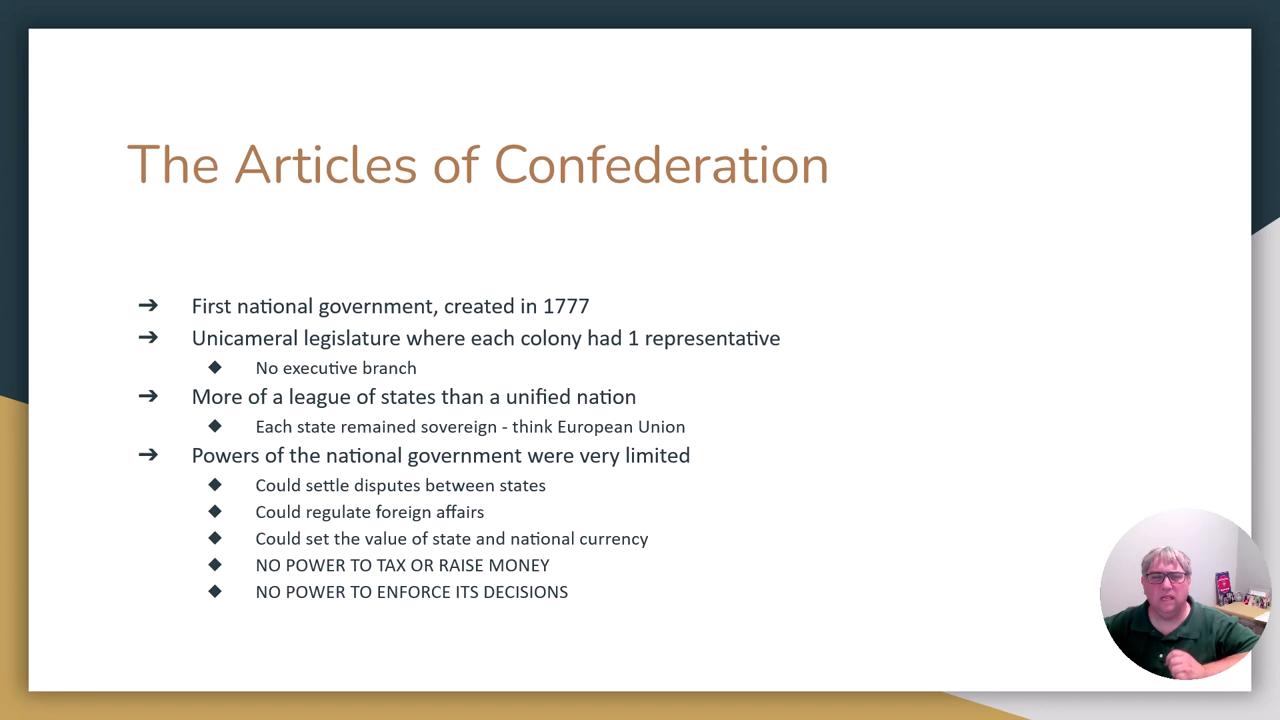 The Articles of Confederation
➔ First national government, created in 1777
➔ Unicameral legislature where each colony had 1 representative
◆ No executive branch
➔ More of a league of states than a unified nation
◆ Each state remained sovereign - think European Union
➔ Powers of the national government were very limited
◆ Could settle disputes between states
◆ Could regulate foreign affairs
◆ Could set the value of state and national currency
◆ NO POWER TO TAX OR RAISE MONEY
◆ NO POWER TO ENFORCE ITS DECISIONS